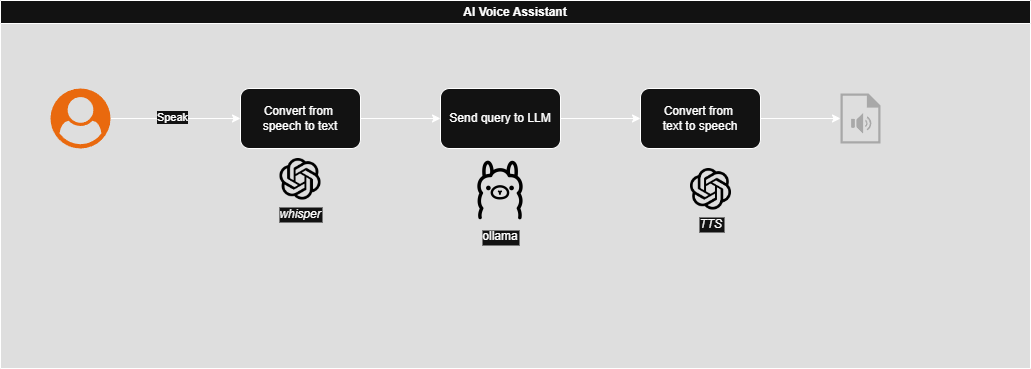 AI Voice Assistant
Speak
Convert from
speech to text
Send query to LLM
Convert from
text to speech
whisper
ollama
TTS